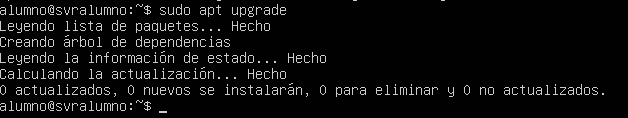 alumno@svralumno:~$ sudo apt upgrade
Leyendo lista de paquetes... Hecho
Creando árbol de dependencias
Leyendo la información de estado... Hecho
Calculando la actualización... Hecho
0 actualizados, 0 nuevos se instalarán, 0 para eliminar y 0 no actualizados.
alumno@svralumno:~$ _